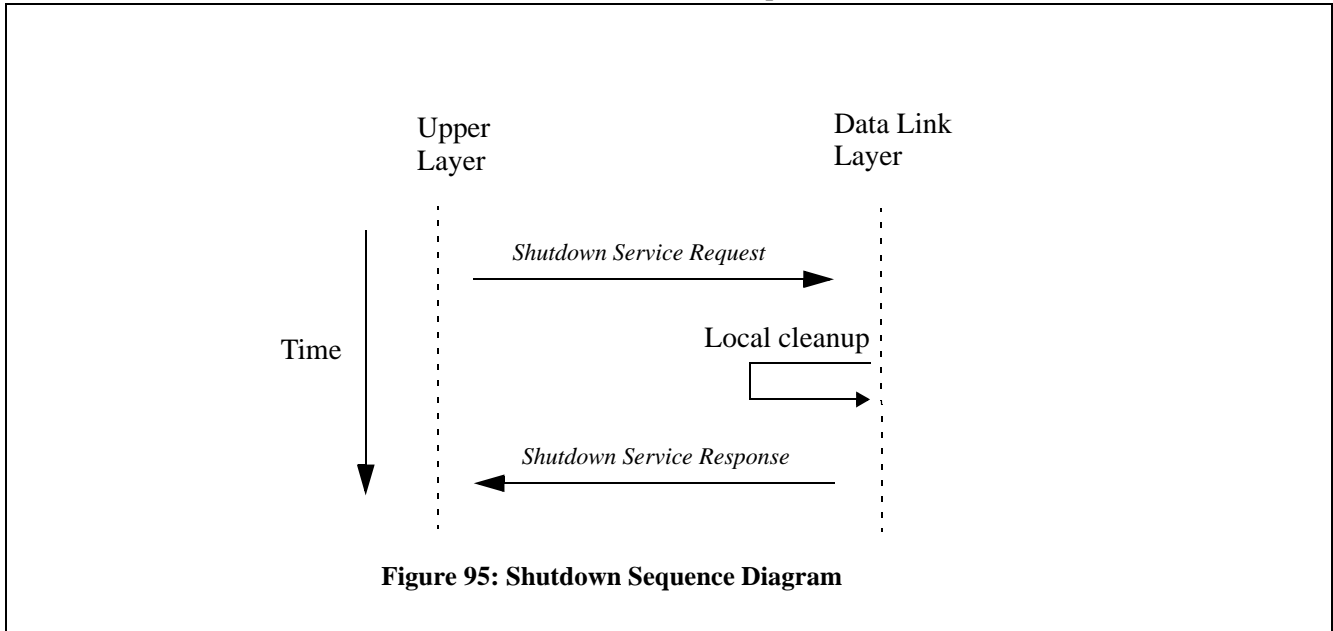 Upper
Layer
Data Link
Layer
Shutdown Service Request
Time
Local cleanup
Shutdown Service Response
Figure 95: Shutdown Sequence Diagram